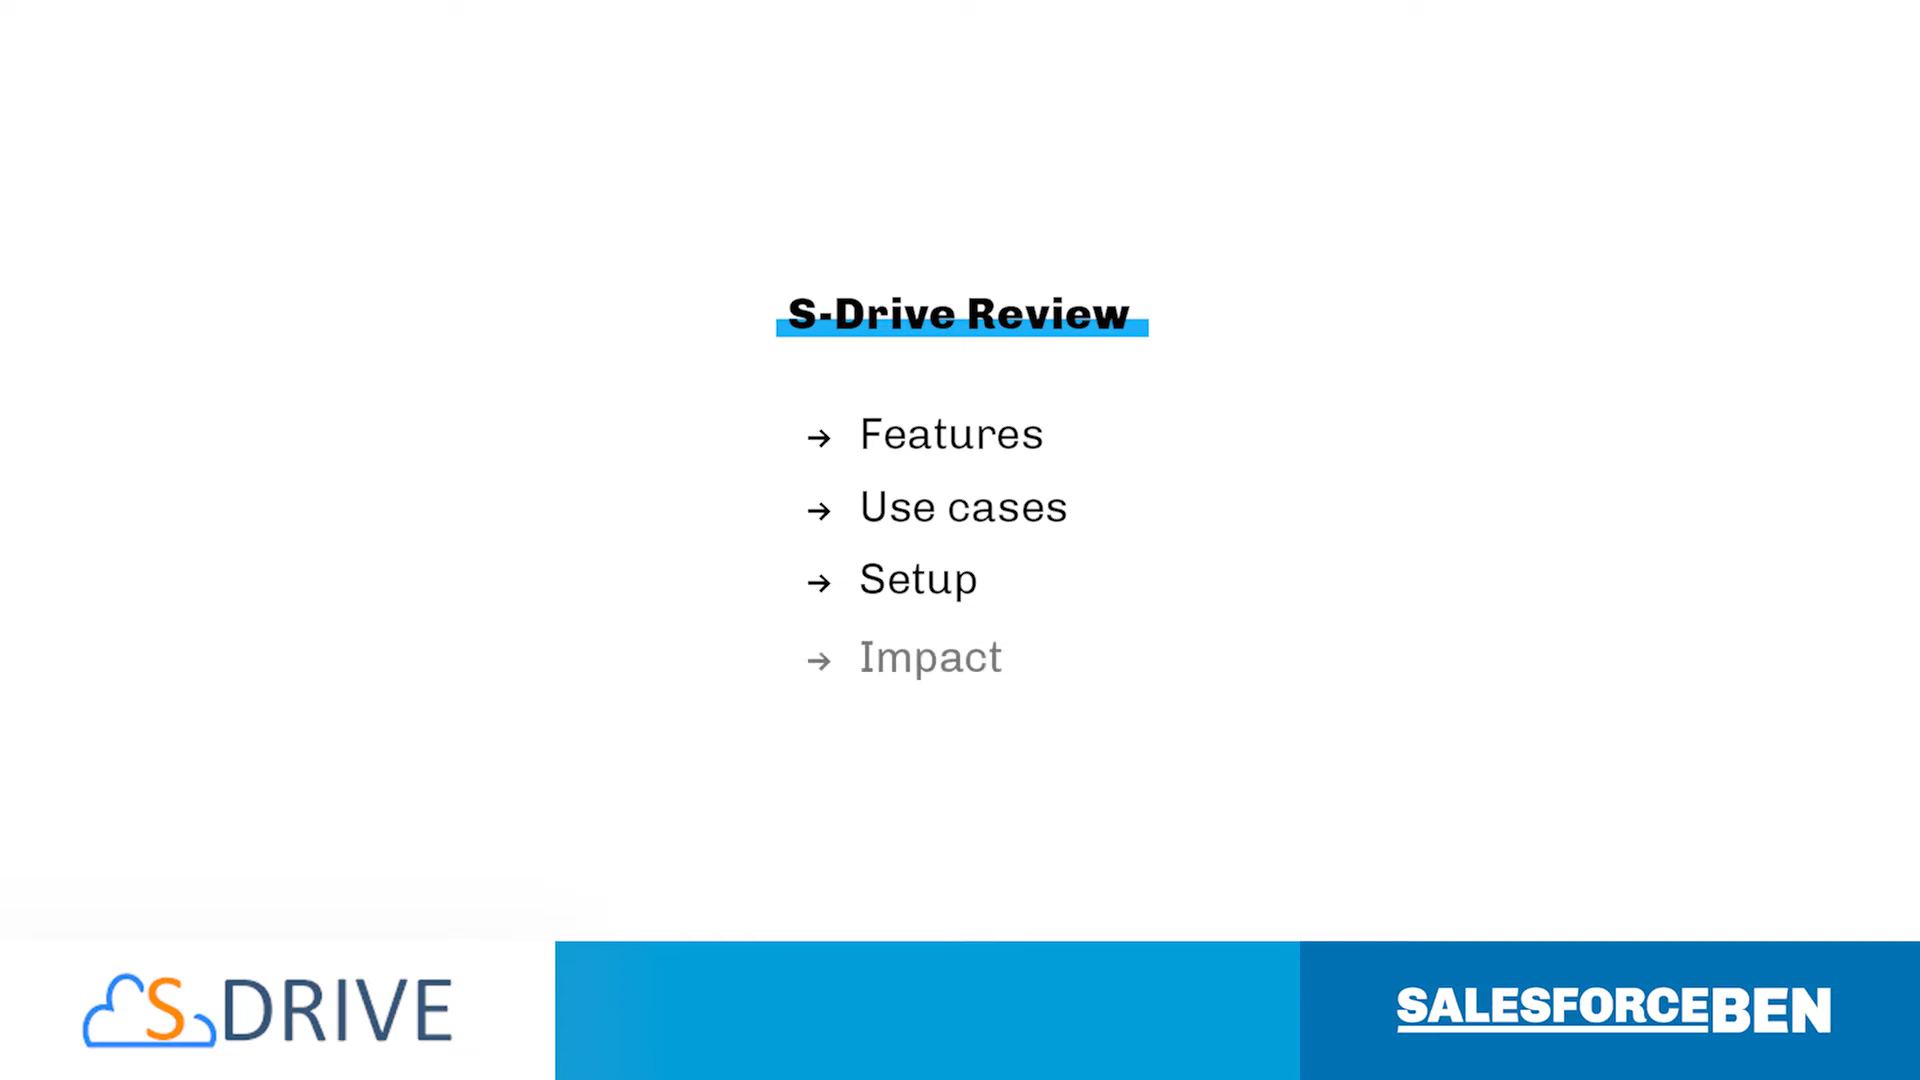 S-Drive Review
→ Features
→ Use cases
→ Setup
→ Impact
S DRIVE
SALESFORCEBEN